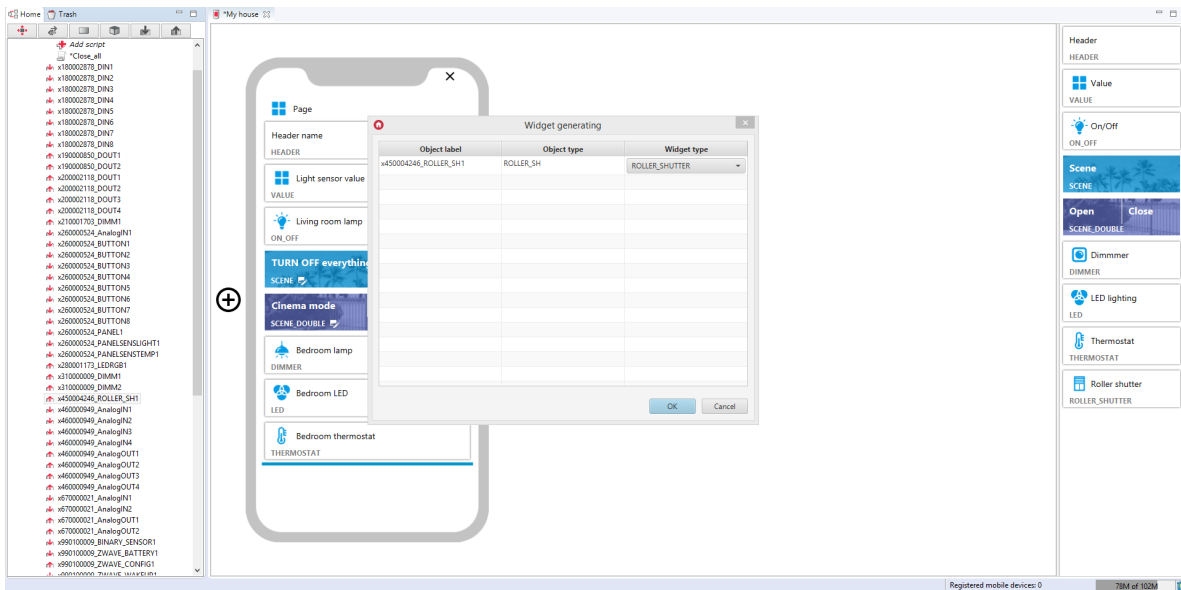 Home Trash
*My house
Add script
*Close_all
x180002878_DIN1
x180002878_DIN2
x180002878_DIN3
x180002878_DIN4
x180002878_DIN5
x180002878_DIN6
x180002878_DIN7
x180002878_DIN8
x190000850_DOUT1
x190000850_DOUT2
x200002118_DOUT1
x200002118_DOUT2
x200002118_DOUT3
x200002118_DOUT4
x210001703_DIMM1
x260000524_AnalogIN1
x260000524_BUTTON1
x260000524_BUTTON2
x260000524_BUTTON3
x260000524_BUTTON4
x260000524_BUTTON5
x260000524_BUTTON6
x260000524_BUTTON7
x260000524_BUTTON8
x260000524_PANEL1
x260000524_PANELSENSLIGHT1
x260000524_PANELSENSTEMP1
x280001173_LEDRGB1
x310000009_DIMM1
x310000009_DIMM2
x450004246_ROLLER_SH1
x460000949_AnalogIN1
x460000949_AnalogIN2
x460000949_AnalogIN3
x460000949_AnalogIN4
x460000949_AnalogOUT1
x460000949_AnalogOUT2
x460000949_AnalogOUT3
x460000949_AnalogOUT4
x670000021_AnalogIN1
x670000021_AnalogIN2
x670000021_AnalogOUT1
x670000021_AnalogOUT2
x990100009_BINARY_SENSOR1
x990100009_ZWAVE_BATTERY1
x990100009_ZWAVE_CONFIG1
x990100009_ZWAVE_WAKEUP1
Page
Header name
HEADER
Light sensor value
VALUE
Living room lamp
ON_OFF
TURN OFF everything
SCENE
Cinema mode
SCENE_DOUBLE
Bedroom lamp
DIMMER
Bedroom LED
LED
Bedroom thermostat
THERMOSTAT
Widget generating
Object label Object type Widget type
x450004246_ROLLER_SH1 ROLLER_SH ROLLER_SHUTTER
OK Cancel
Header
HEADER
Value
VALUE
On/Off
ON_OFF
Scene
SCENE
Open Close
SCENE_DOUBLE
Dimmmer
DIMMER
LED lighting
LED
Thermostat
THERMOSTAT
Roller shutter
ROLLER_SHUTTER
Registered mobile devices: 0 78M of 102M